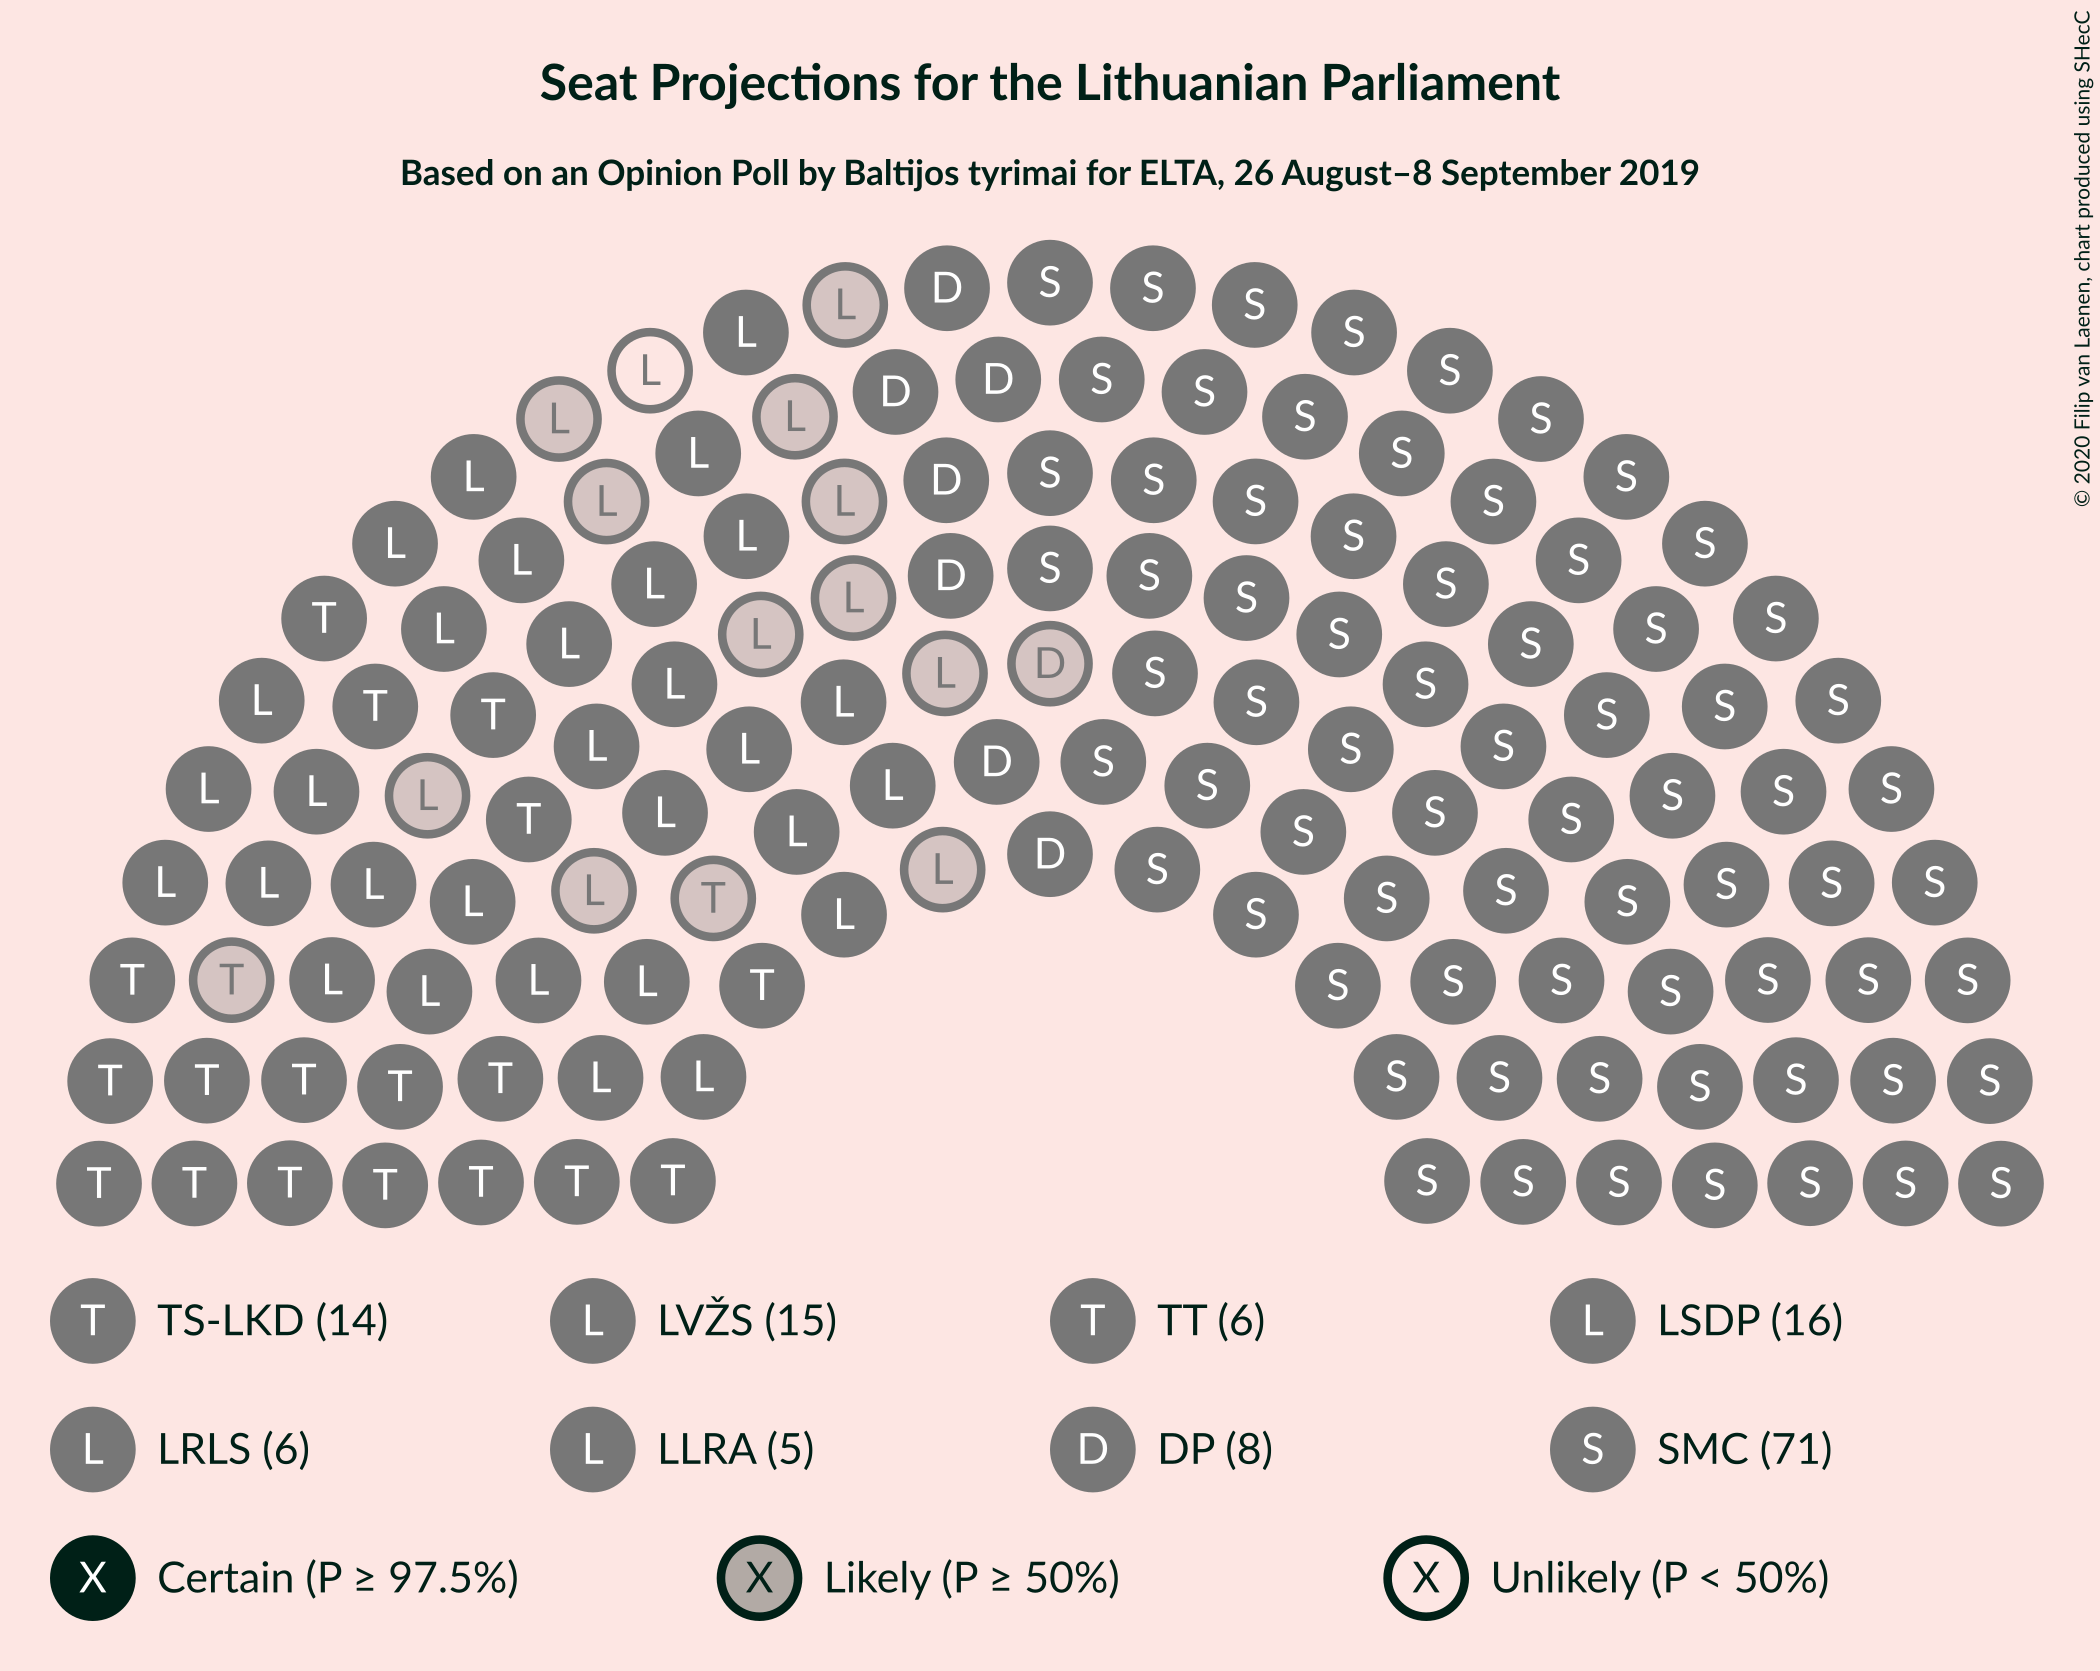 Seat Projections for the Lithuanian Parliament
Based on an Opinion Poll by Baltijos tyrimai for ELTA, 26 August–8 September 2019
© 2020 Filip van Laenen, chart produced using SHecC
L L D S S S S
L L L D D S S S S S
L L L L D S S S S S S
L L L L L D S S S S S S S
T L L L L L D S S S S S S
L T T L L L D S S S S S S S
L L L T L L L S S S S S S S
L L L L L T L L D S S S S S S S S
T T L L L L T S S S S S S S
T T T T T L L S S S S S S S
T T T T T T T S S S S S S S
T TS-LKD (14) L LVŽS (15) T TT (6) L LSDP (16)
L LRLS (6) L LLRA (5) D DP (8) S SMC (71)
X Certain (P ≥ 97.5%) X Likely (P ≥ 50%) X Unlikely (P < 50%)